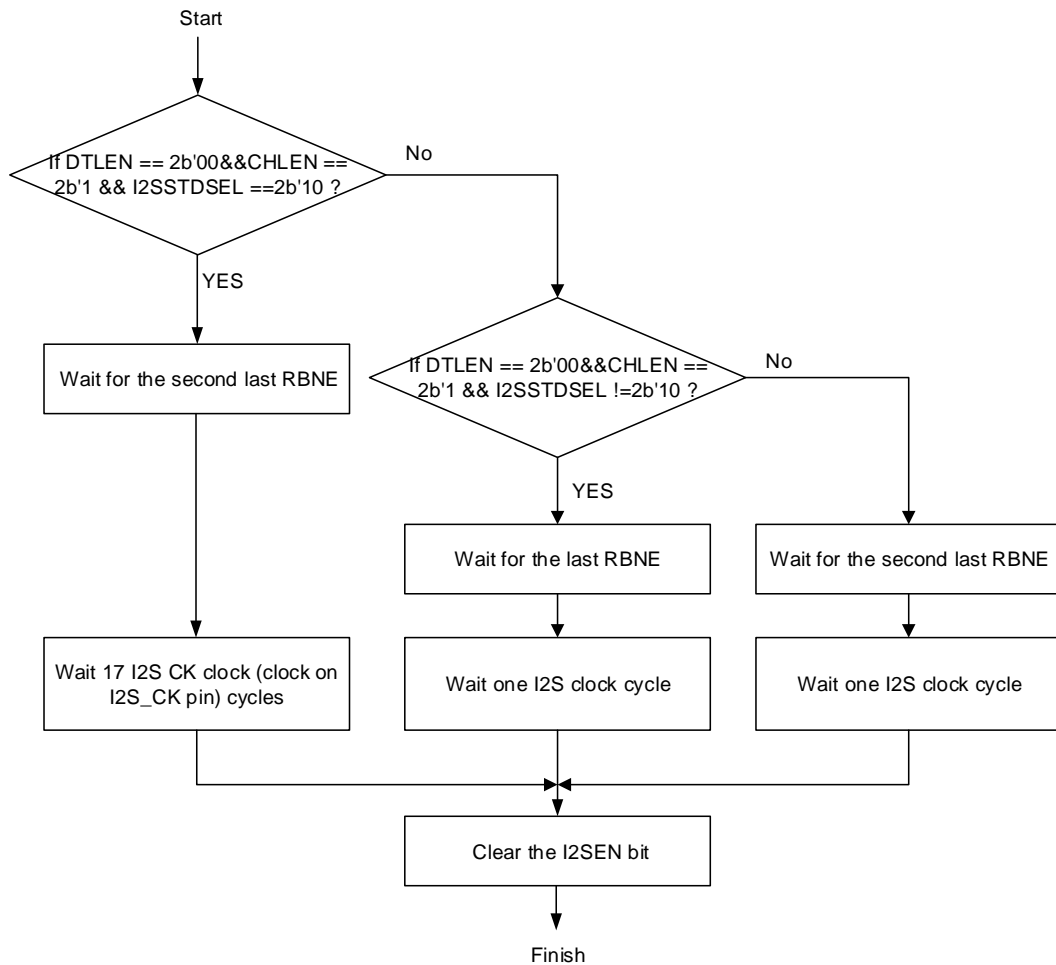 Start
If DTLEN == 2b'00&&CHLEN ==
2b'1 && I2SSTDSEL ==2b'10 ?
No
YES
If DTLEN == 2b'00&&CHLEN ==
2b'1 && I2SSTDSEL !=2b'10 ?
No
Wait for the second last RBNE
YES
Wait for the last RBNE
Wait for the second last RBNE
Wait 17 I2S CK clock (clock on
I2S_CK pin) cycles
Wait one I2S clock cycle
Wait one I2S clock cycle
Clear the I2SEN bit
Finish